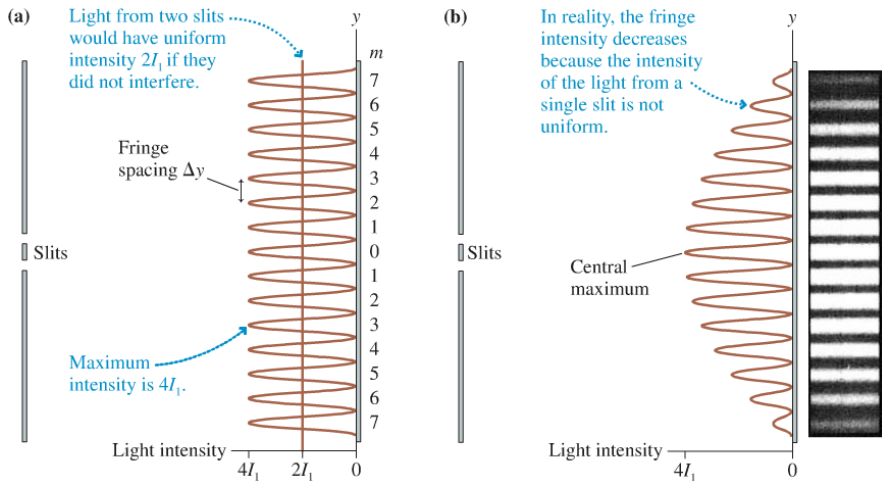 (a)
Light from two slits
would have uniform
intensity 2I₁ if they
did not interfere.
y
m
7
6
5
4
3
2
1
0
1
2
3
4
5
6
7
Fringe
spacing Δy
Slits
Maximum
intensity is 4I₁.
Light intensity
4I₁ 2I₁ 0
(b)
In reality, the fringe
intensity decreases
because the intensity
of the light from a
single slit is not
uniform.
y
Slits
Central
maximum
Light intensity
4I₁ 0